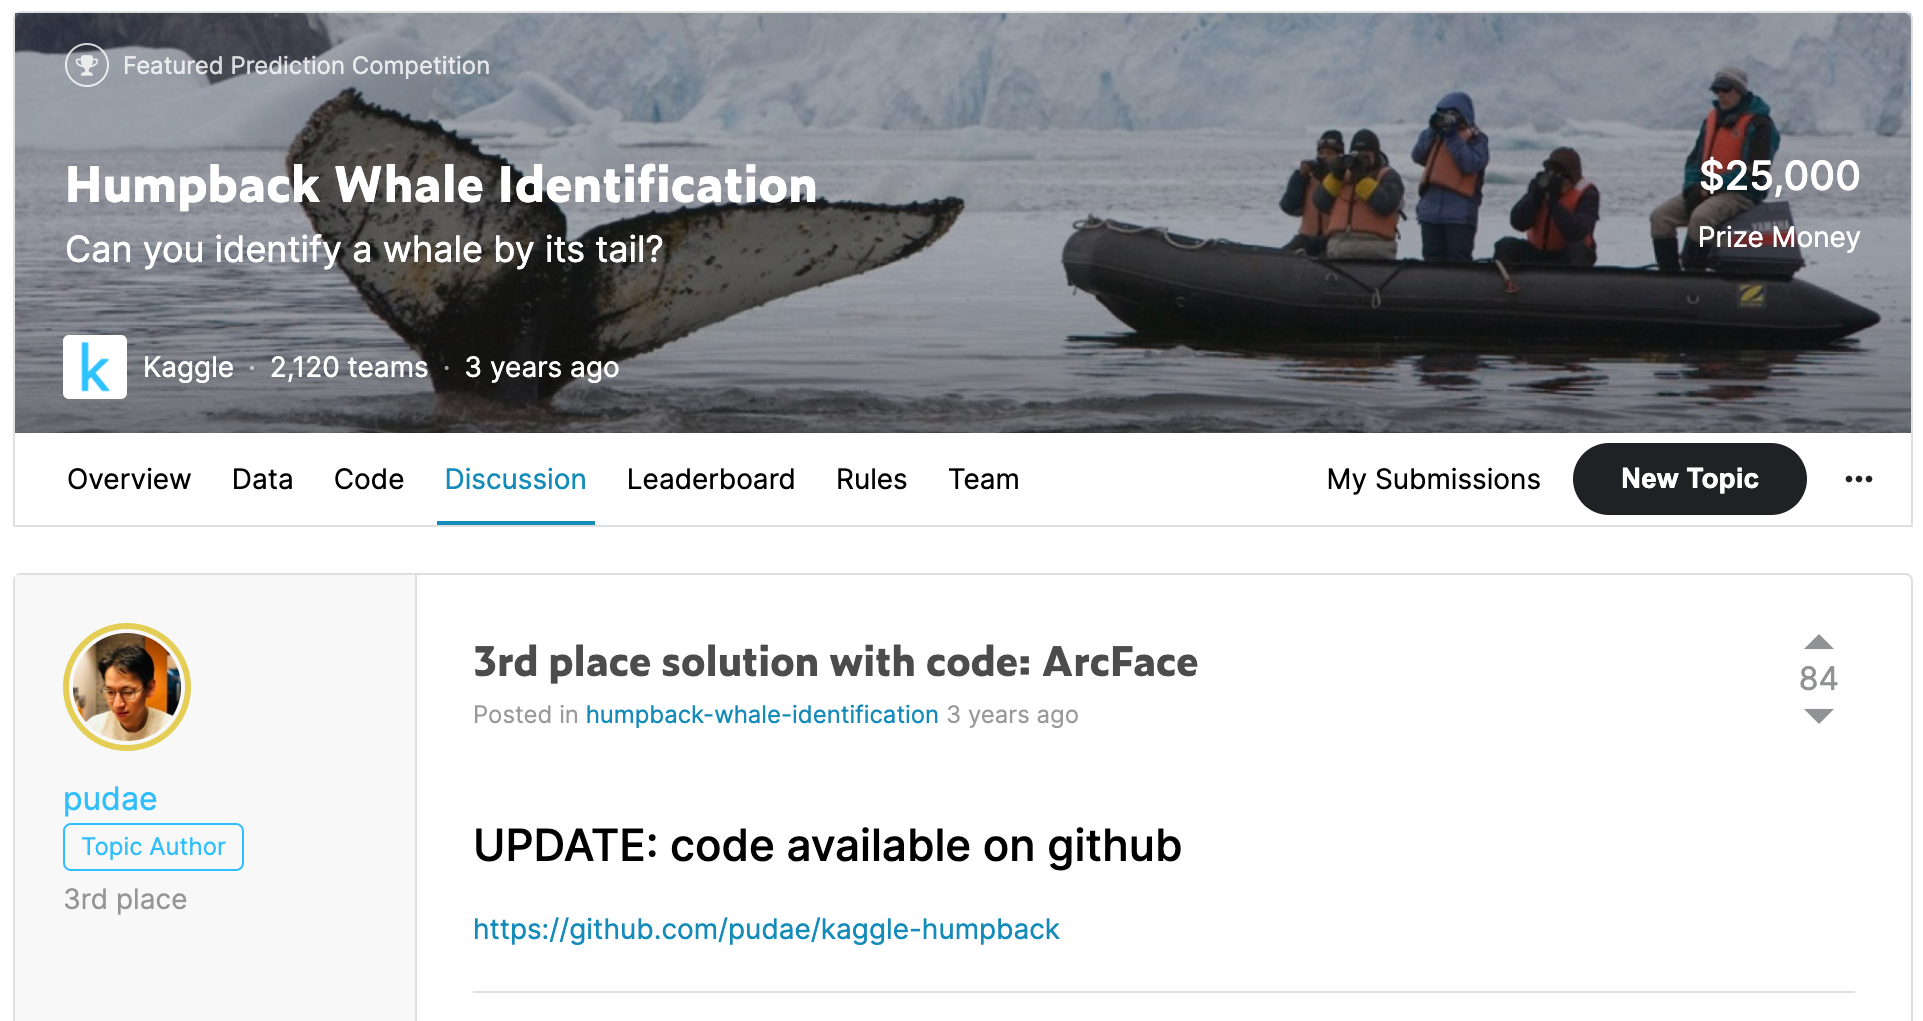 Featured Prediction Competition
Humpback Whale Identification
Can you identify a whale by its tail?
$25,000
Prize Money
YAMAHA
k
Kaggle · 2,120 teams · 3 years ago
Overview Data Code Discussion Leaderboard Rules Team My Submissions New Topic
3rd place solution with code: ArcFace
Posted in humpback-whale-identification 3 years ago
84
pudae
Topic Author
3rd place
UPDATE: code available on github
https://github.com/pudae/kaggle-humpback